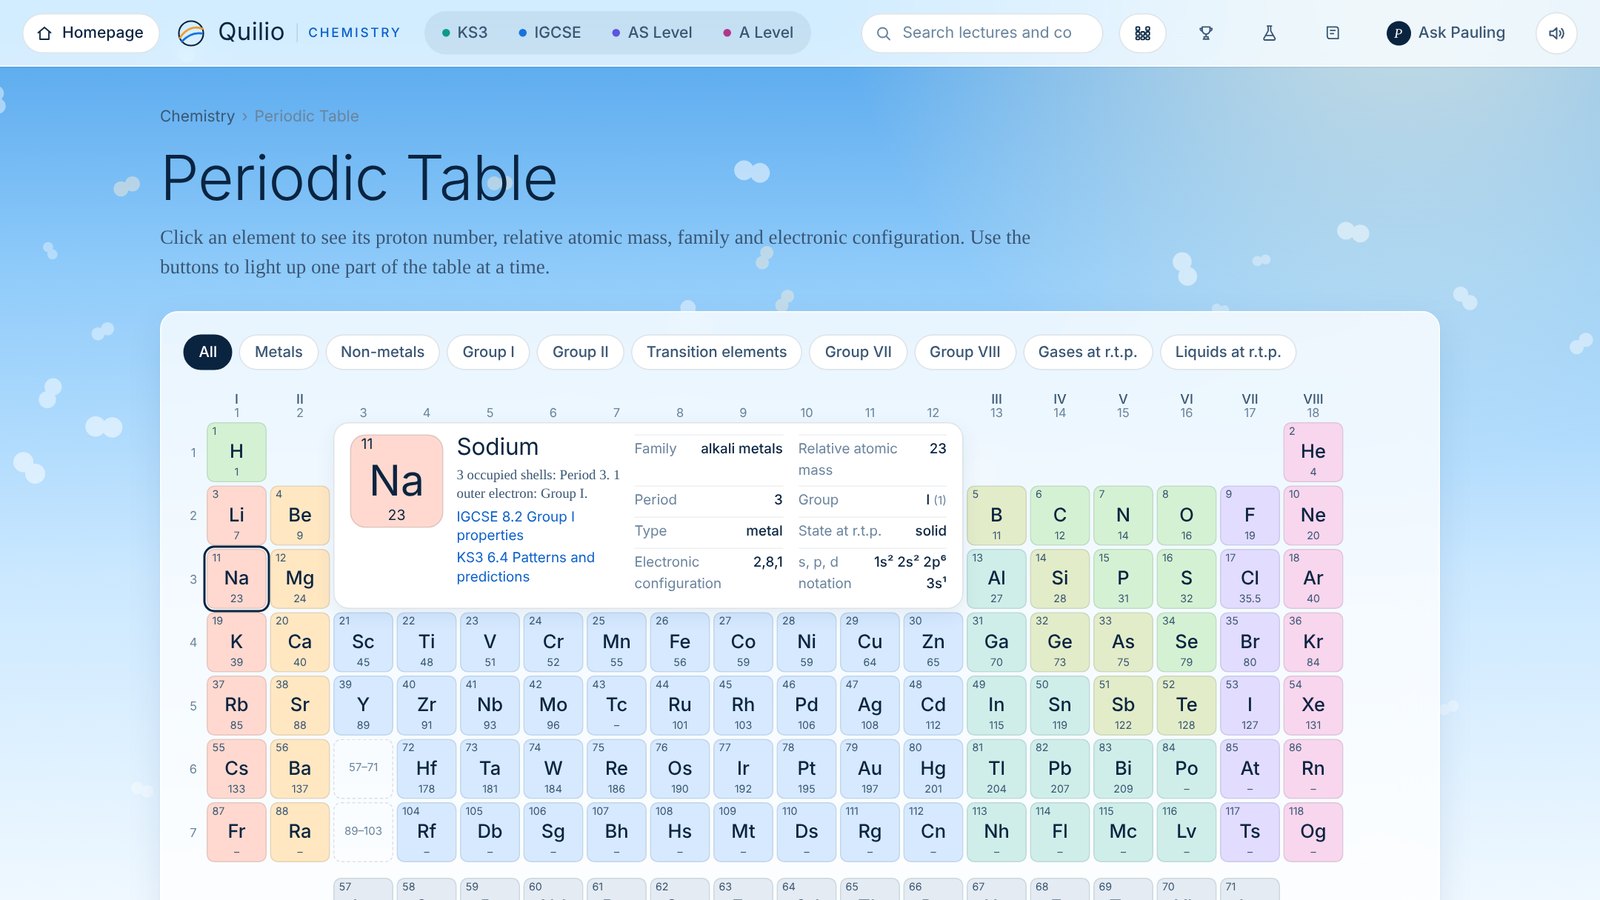 Homepage
Quilio
CHEMISTRY
KS3
IGCSE
AS Level
A Level
Search lectures and co
P
Ask Pauling
Chemistry › Periodic Table
Periodic Table
Click an element to see its proton number, relative atomic mass, family and electronic configuration. Use the
buttons to light up one part of the table at a time.
All
Metals
Non-metals
Group I
Group II
Transition elements
Group VII
Group VIII
Gases at r.t.p.
Liquids at r.t.p.
I II III IV V VI VII VIII
1 2 3 4 5 6 7 8 9 10 11 12 13 14 15 16 17 18
11
Na
23
Sodium
3 occupied shells: Period 3. 1
outer electron: Group I.
IGCSE 8.2 Group I
properties
KS3 6.4 Patterns and
predictions
Family alkali metals
Relative atomic 23
mass
Period 3
Group I (1)
Type metal
State at r.t.p. solid
Electronic 2,8,1
configuration
s, p, d 1s² 2s² 2p⁶
notation 3s¹
1 2
1 H He
1 4
3 4 5 6 7 8 9 10
2 Li Be B C N O F Ne
7 9 11 12 14 16 19 20
11 12 13 14 15 16 17 18
3 Na Mg Al Si P S Cl Ar
23 24 27 28 31 32 35.5 40
19 20 21 22 23 24 25 26 27 28 29 30 31 32 33 34 35 36
4 K Ca Sc Ti V Cr Mn Fe Co Ni Cu Zn Ga Ge As Se Br Kr
39 40 45 48 51 52 55 56 59 59 64 65 70 73 75 79 80 84
37 38 39 40 41 42 43 44 45 46 47 48 49 50 51 52 53 54
5 Rb Sr Y Zr Nb Mo Tc Ru Rh Pd Ag Cd In Sn Sb Te I Xe
85 88 89 91 93 96 – 101 103 106 108 112 115 119 122 128 127 131
55 56 72 73 74 75 76 77 78 79 80 81 82 83 84 85 86
6 Cs Ba 57–71 Hf Ta W Re Os Ir Pt Au Hg Tl Pb Bi Po At Rn
133 137 178 181 184 186 190 192 195 197 201 204 207 209 – – –
87 88 104 105 106 107 108 109 110 111 112 113 114 115 116 117 118
7 Fr Ra 89–103 Rf Db Sg Bh Hs Mt Ds Rg Cn Nh Fl Mc Lv Ts Og
– – – – – – – – – – – – – – – – –
57 58 59 60 61 62 63 64 65 66 67 68 69 70 71